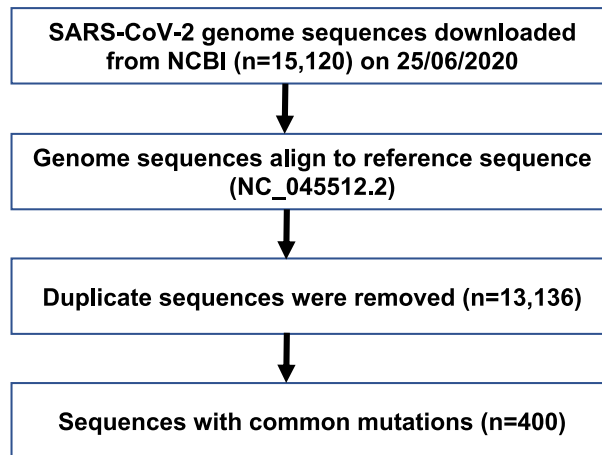 SARS-CoV-2 genome sequences downloaded
from NCBI (n=15,120) on 25/06/2020
Genome sequences align to reference sequence
(NC_045512.2)
Duplicate sequences were removed (n=13,136)
Sequences with common mutations (n=400)